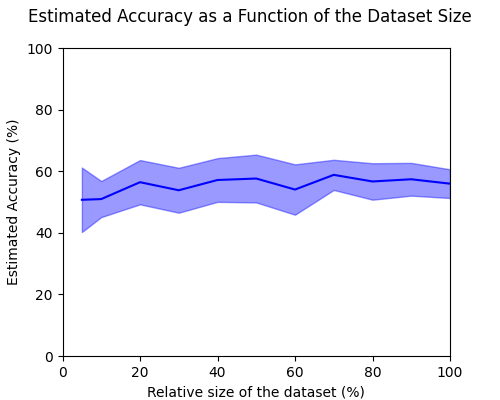 Estimated Accuracy as a Function of the Dataset Size
100
80
60
40
20
0
Estimated Accuracy (%)
0 20 40 60 80 100
Relative size of the dataset (%)